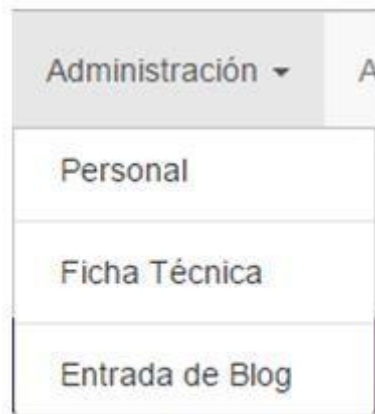 Administración
A
Personal
Ficha Técnica
Entrada de Blog